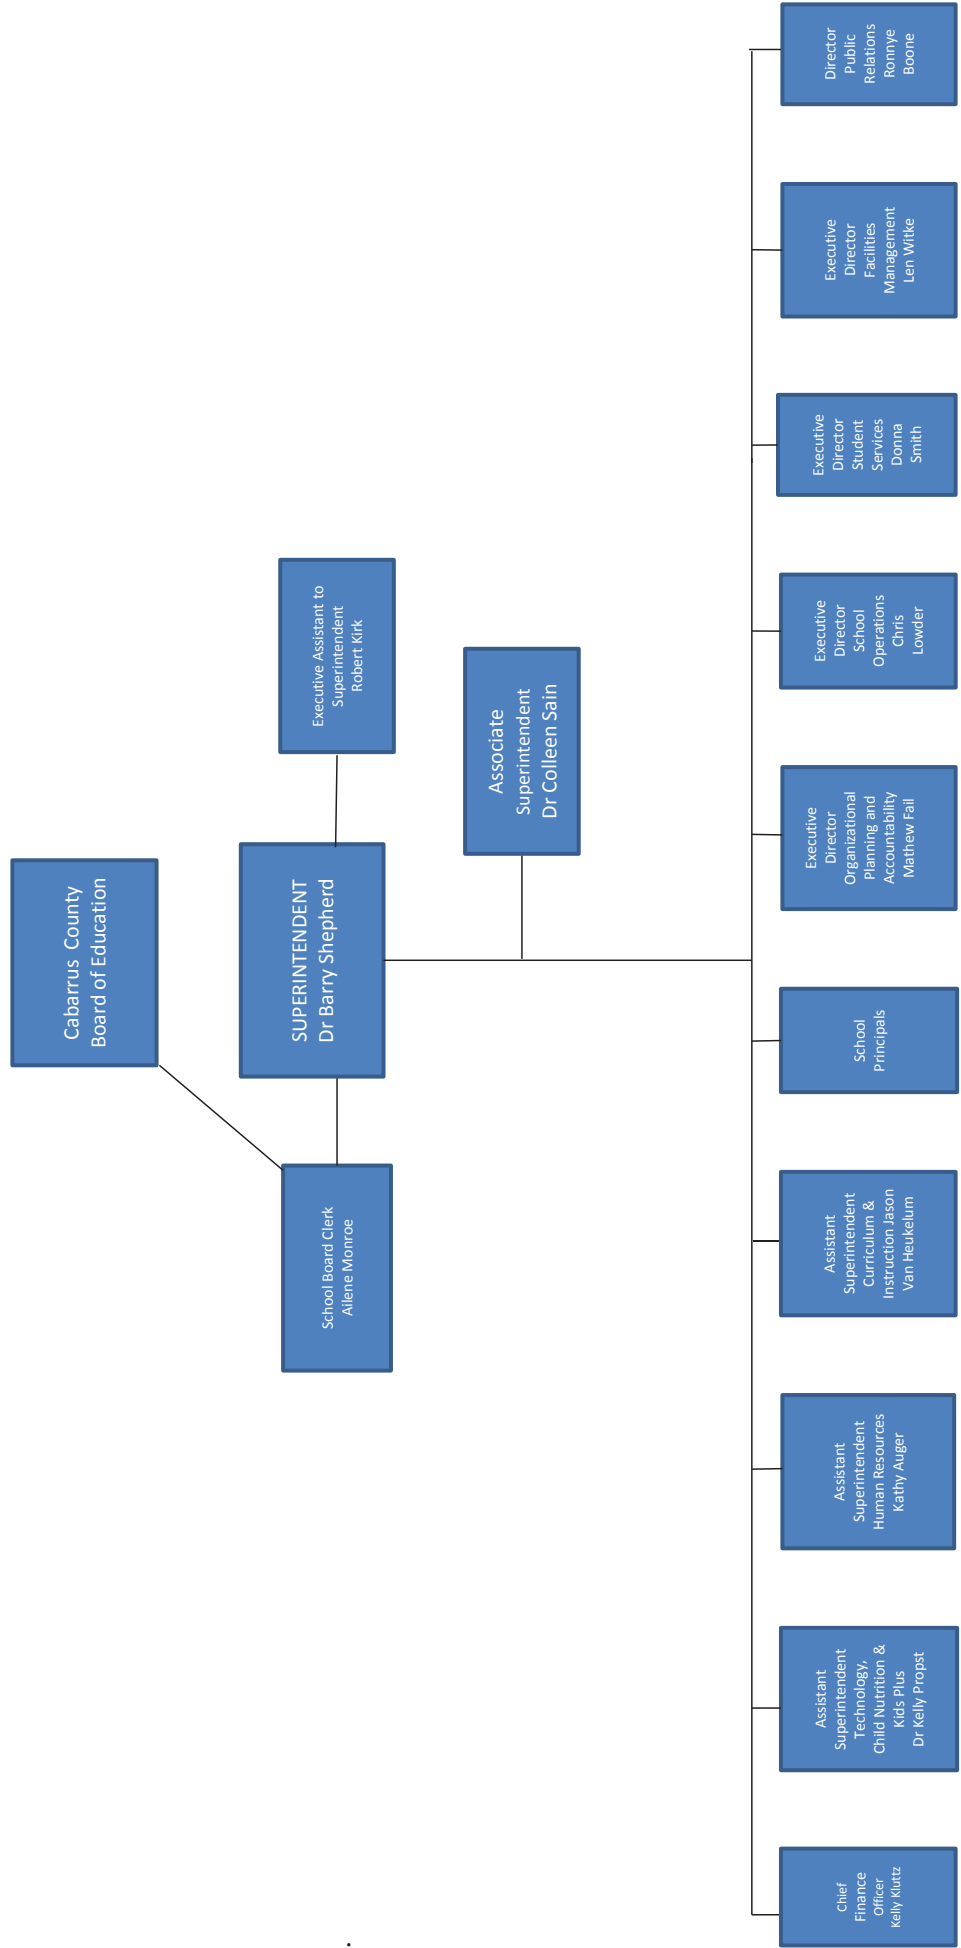 Cabarrus County
Board of Education
SUPERINTENDENT
Dr Barry Shepherd
School Board Clerk
Ailene Monroe
Executive Assistant to
Superintendent
Robert Kirk
Associate
Superintendent
Dr Colleen Sain
Chief
Finance
Officer
Kelly Kluttz
Assistant
Superintendent
Technology,
Child Nutrition &
Kids Plus
Dr Kelly Propst
Assistant
Superintendent
Human Resources
Kathy Auger
Assistant
Superintendent
Curriculum &
Instruction Jason
Van Heukelum
School
Principals
Executive
Director
Organizational
Planning and
Accountability
Mathew Fail
Executive
Director
School
Operations
Chris
Lowder
Executive
Director
Student
Services
Donna
Smith
Executive
Director
Facilities
Management
Len Witke
Director
Public
Relations
Ronnye
Boone